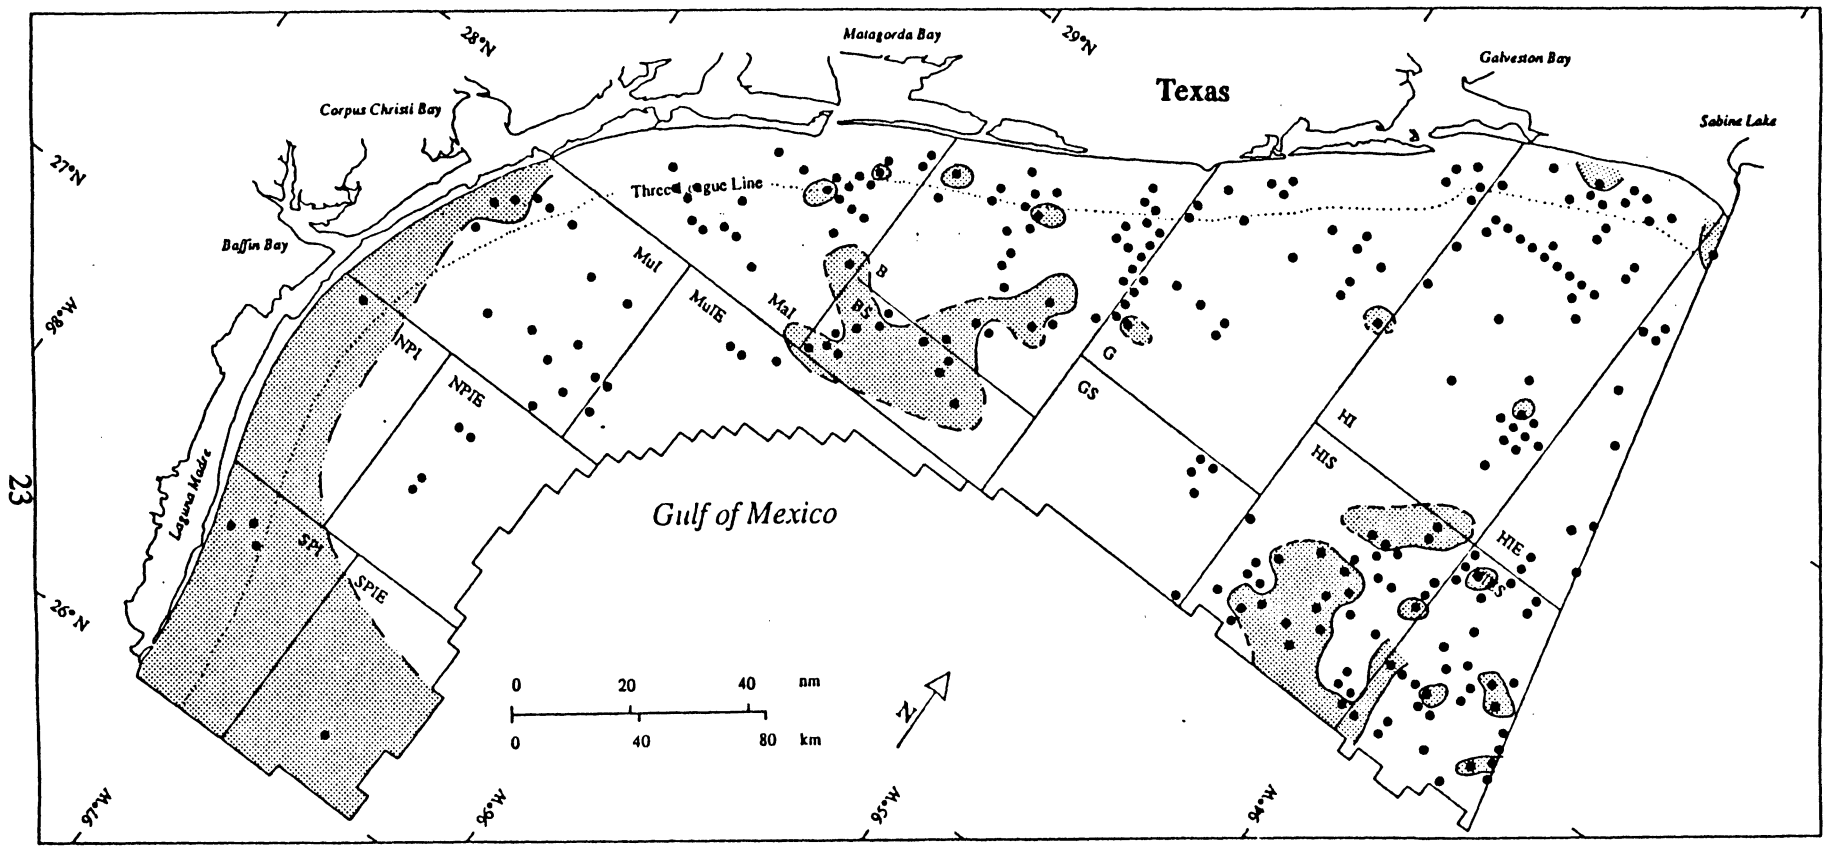 28°N
Matagorda Bay
29°N
Galveston Bay
Texas
Corpus Christi Bay
Sabine Lake
27°N
Three League Line
Baffin Bay
MuI
B
98°W
MuIE
MaI
BS
NPI
G
NPIE
GS
HI
HIS
Laguna Madre
23
Gulf of Mexico
SPI
HIE
SPIE
26°N
0 20 40 nm
N
0 40 80 km
97°W
96°W
95°W
94°W